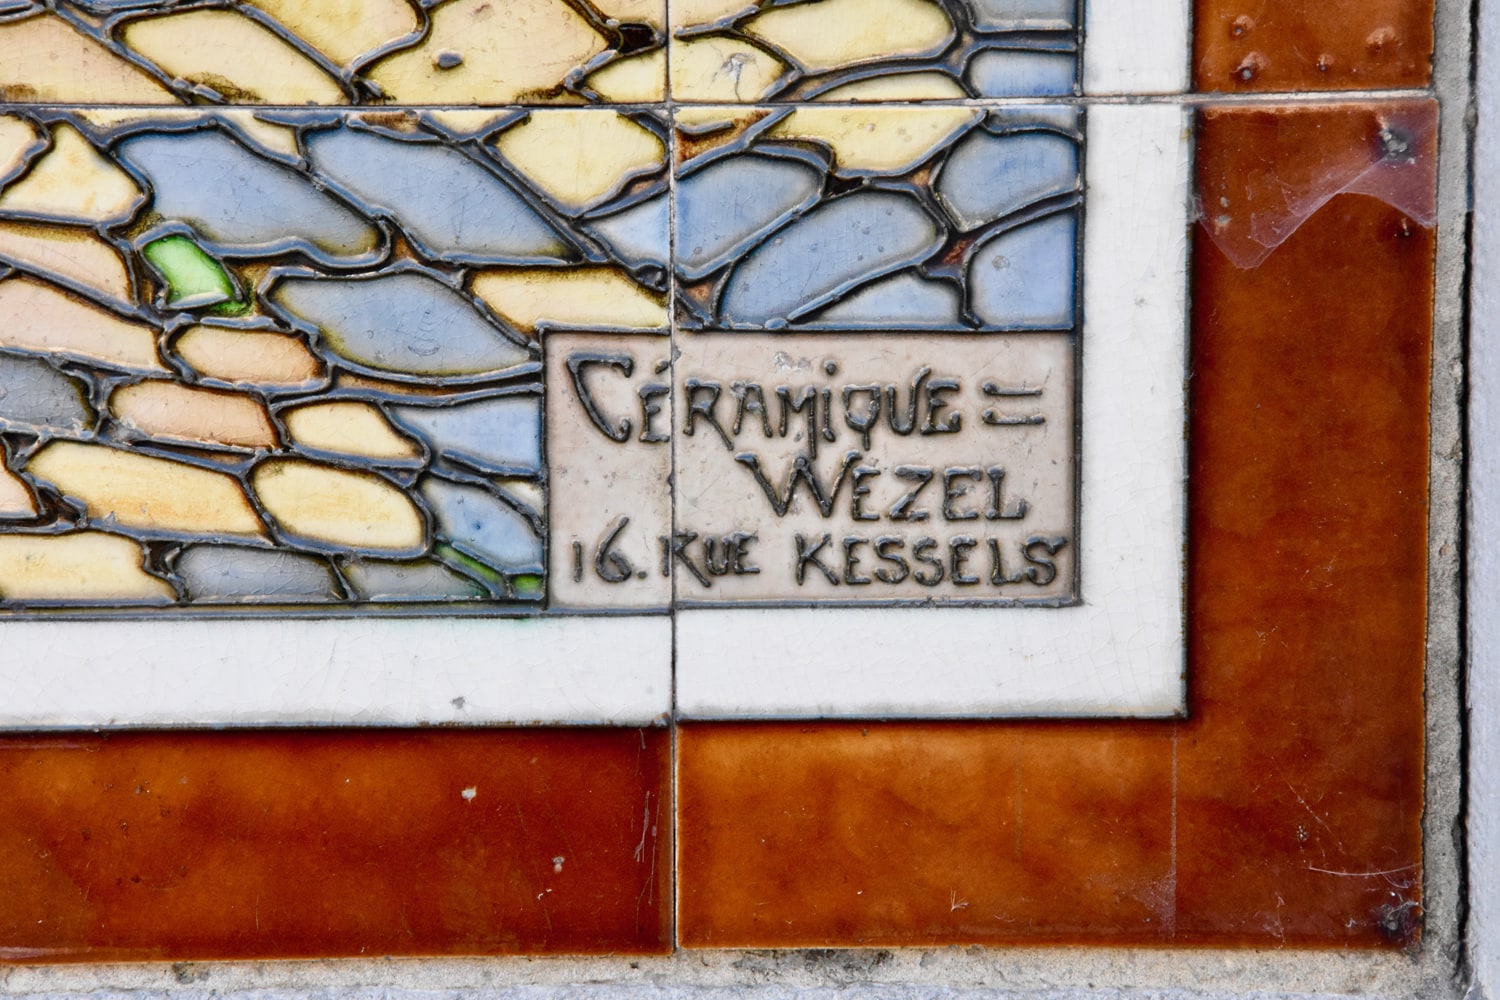 CÉRAMIQUE =
WEZEL
16. RUE KESSELS